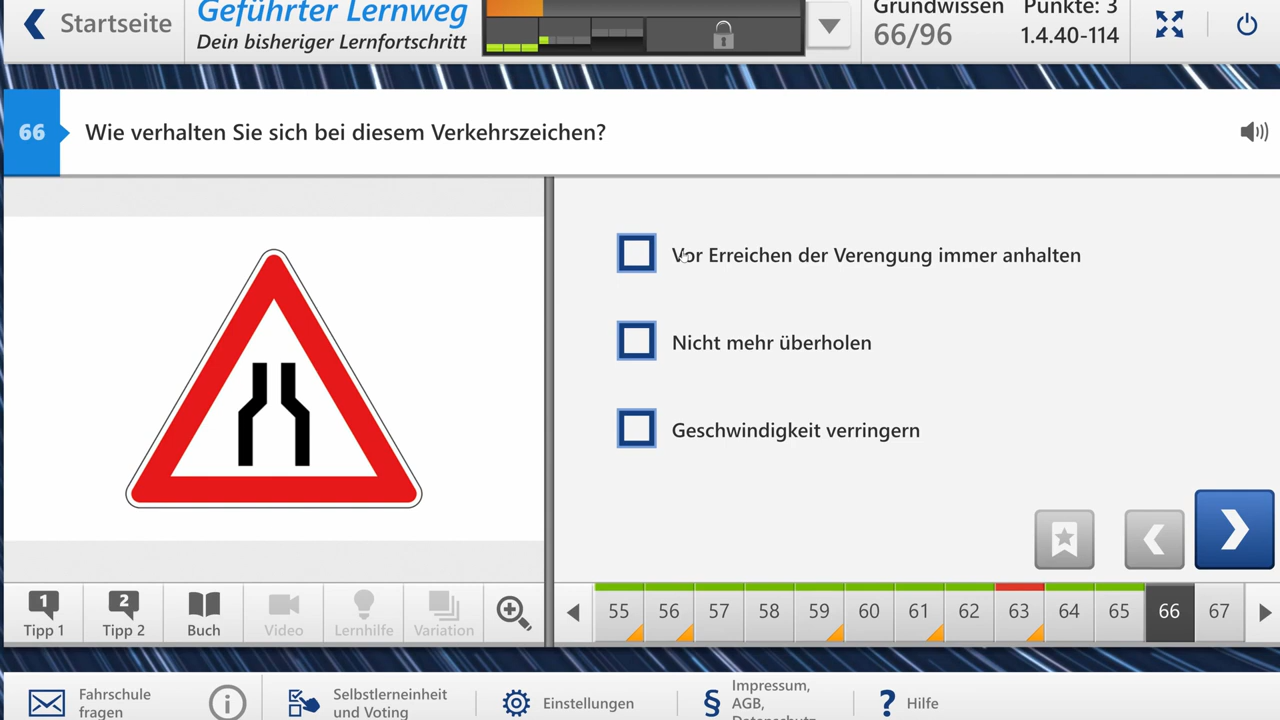 Startseite
Geführter Lernweg
Dein bisheriger Lernfortschritt
Grundwissen
66/96
Punkte: 3
1.4.40-114
66
Wie verhalten Sie sich bei diesem Verkehrszeichen?
Vor Erreichen der Verengung immer anhalten
Nicht mehr überholen
Geschwindigkeit verringern
1
Tipp 1
2
Tipp 2
Buch
Video
Lernhilfe
Variation
55 56 57 58 59 60 61 62 63 64 65 66 67
Fahrschule
fragen
Selbstlerneinheit
und Voting
Einstellungen
§
Impressum,
AGB,
Datenschutz
? Hilfe